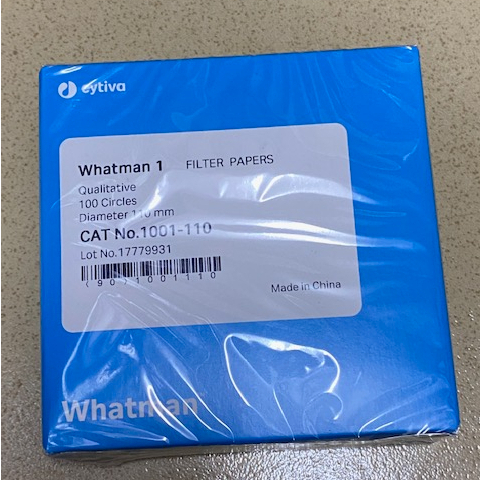 cytiva
Whatman 1 FILTER PAPERS
Qualitative
100 Circles
Diameter 110 mm
CAT No.1001-110
Lot No.17779931
(90)1001110
Made in China
Whatman